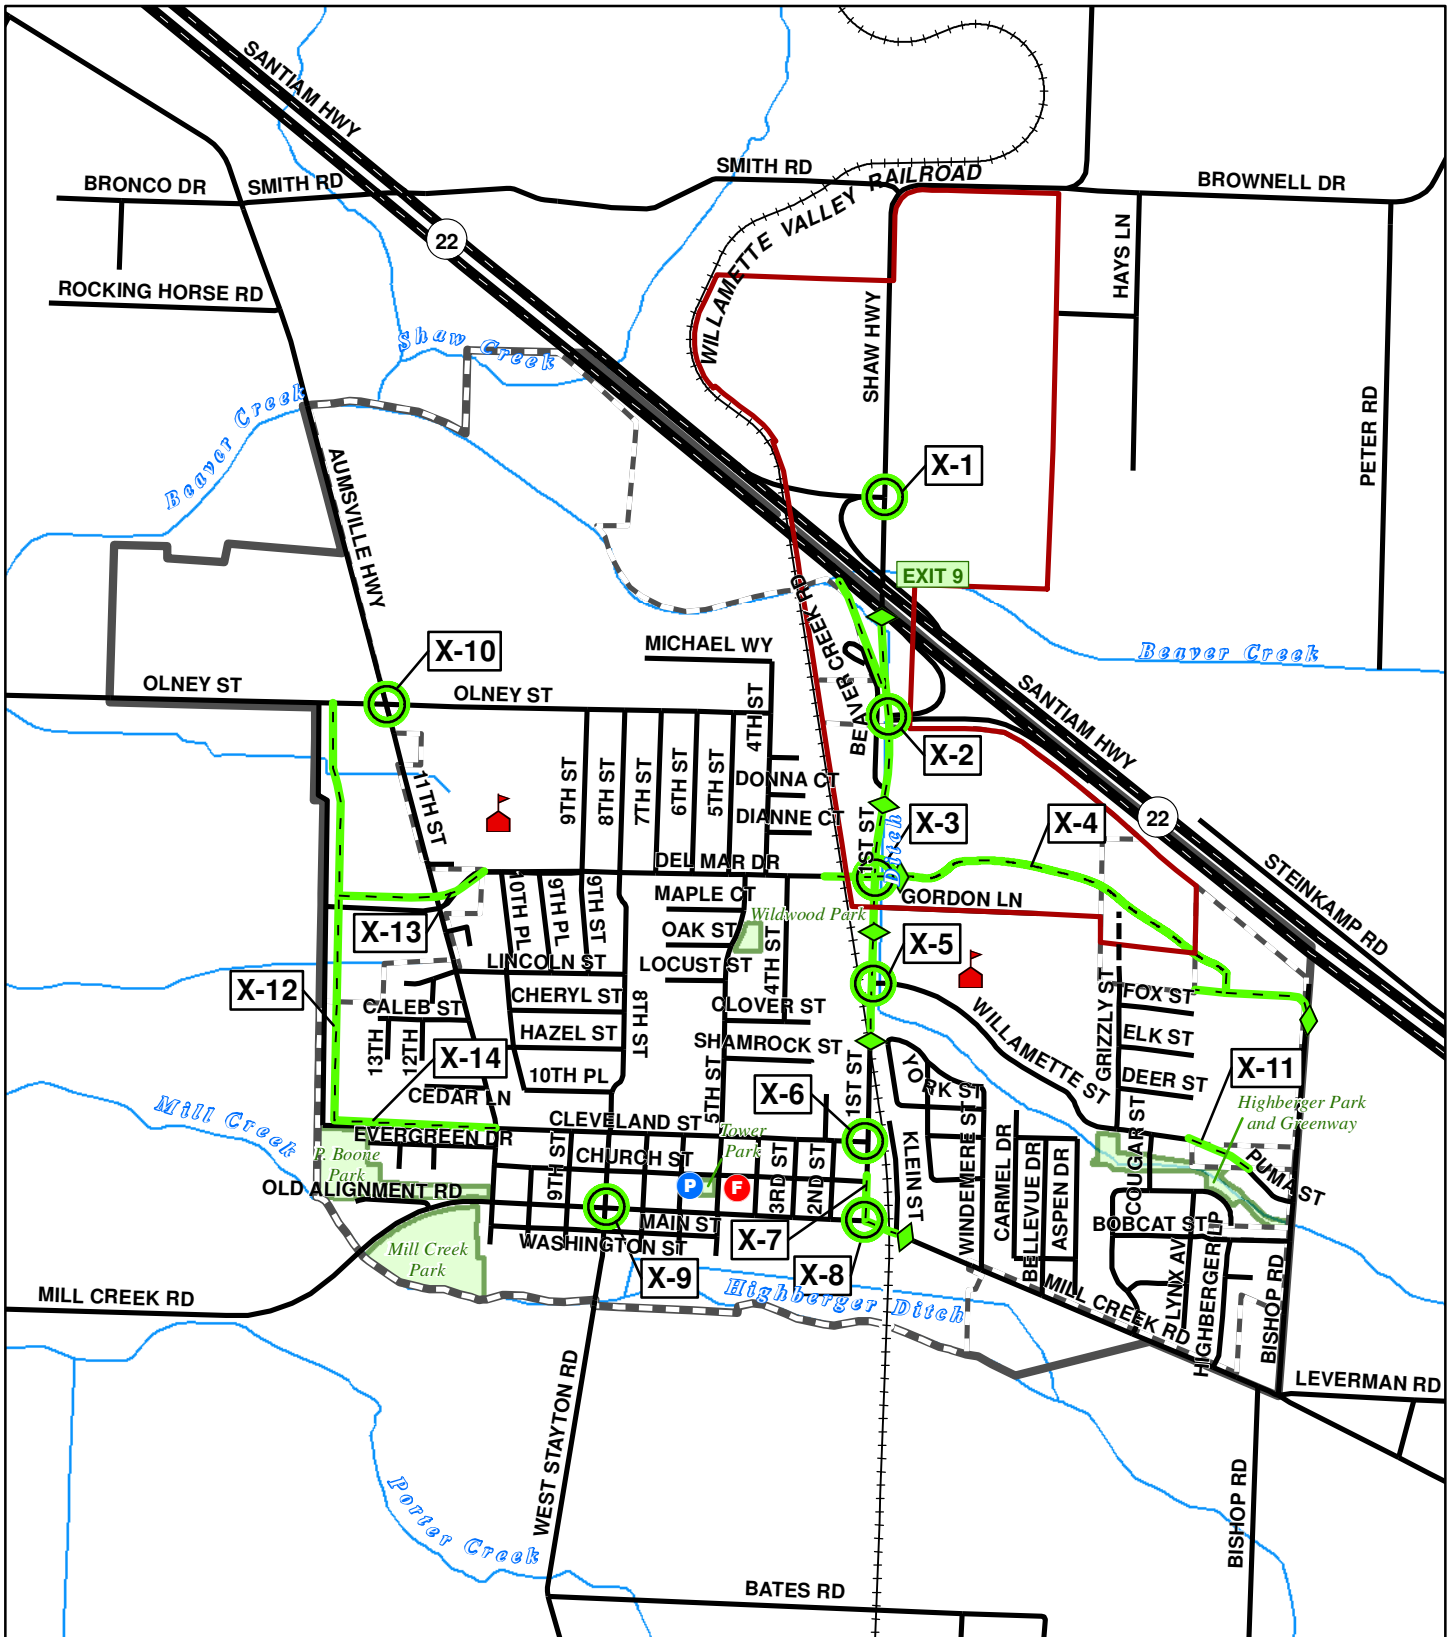 SANTIAM HWY
SMITH RD
WILLAMETTE VALLEY RAILROAD
BRONCO DR
SMITH RD
BROWNELL DR
22
HAYS LN
ROCKING HORSE RD
SHAW HWY
Shaw Creek
PETER RD
Beaver Creek
X-1
AUMSVILLE HWY
EXIT 9
BEAVER CREEK RD
MICHAEL WY
X-10
Beaver Creek
OLNEY ST
OLNEY ST
SANTIAM HWY
4TH ST
X-2
11TH ST
9TH ST
8TH ST
7TH ST
6TH ST
5TH ST
DONNA CT
DIANNE CT
1ST ST
Ditch
X-3
X-4
22
STEINKAMP RD
DEL MAR DR
10TH PL
9TH PL
9TH ST
MAPLE CT
GORDON LN
Wildwood Park
X-13
OAK ST
4TH ST
X-5
LINCOLN ST
LOCUST ST
X-12
CHERYL ST
8TH ST
CLOVER ST
GRIZZLY ST
FOX ST
CALEB ST
HAZEL ST
WILLAMETTE ST
ELK ST
13TH
12TH
X-14
SHAMROCK ST
1ST ST
X-11
10TH PL
5TH ST
YORK ST
DEER ST
CEDAR LN
X-6
Mill Creek
CLEVELAND ST
Highberger Park
and Greenway
EVERGREEN DR
Tower
Park
P. Boone
Park
9TH ST
CHURCH ST
KLEIN ST
WINDEMERE ST
CARMEL DR
BELLEVUE DR
ASPEN DR
COUGAR ST
PUMA ST
OLD ALIGNMENT RD
P
F
3RD ST
2ND ST
MAIN ST
BOBCAT ST
WASHINGTON ST
X-7
Mill Creek
Park
X-9
X-8
LYNX AV
HIGHBERGER LP
BISHOP RD
MILL CREEK RD
Highberger Ditch
MILL CREEK RD
LEVERMAN RD
WEST STAYTON RD
Porter Creek
BISHOP RD
BATES RD